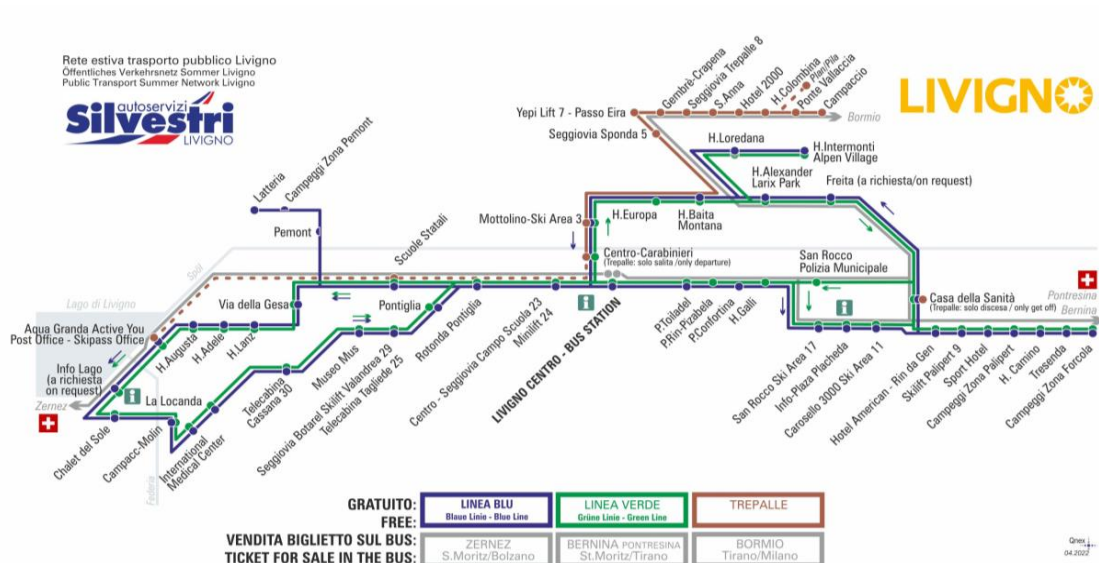 Rete estiva trasporto pubblico Livigno
Öffentliches Verkehrsnetz Sommer Livigno
Public Transport Summer Network Livigno
autoservizi
Silvestri
LIVIGNO
LIVIGNO
Yepi Lift 7 - Passo Eira
Gembrè-Crapena
Seggiovia Trepalle 8
S.Anna
Hotel 2000
H.Colombina
Plan/Pila
Ponte Vallaccia
Campaccio
Bormio
Seggiovia Sponda 5
H.Loredana
H.Intermonti
Alpen Village
H.Alexander
Larix Park
Freita (a richiesta/on request)
Latteria
Campeggi Zona Pemont
Pemont
Scuole Statali
Mottolino-Ski Area 3
H.Europa
H.Baita
Montana
Centro-Carabinieri
(Trepalle: solo salita /only departure)
San Rocco
Polizia Municipale
Casa della Sanità
(Trepalle: solo discesa / only get off)
Pontresina
Bernina
Spöl
Lago di Livigno
Via della Gesa
Pontiglia
Aqua Granda Active You
Post Office - Skipass Office
H.Augusta
H.Adele
H.Lanz
Info Lago
(a richiesta
on request)
Zernez
La Locanda
Chalet del Sole
Federia
Campacc-Molin
International
Medical Center
Telecabina
Cassana 30
Museo Mus
Seggiovia Botarel Skilift Valandrea 29
Telecabina Tagliede 25
Rotonda Pontiglia
Centro - Seggiovia Campo Scuola 23
Minilift 24
LIVIGNO CENTRO - BUS STATION
P.Toiladel
P.Rin-Pizabela
P.Confortina
H.Galli
San Rocco Ski Area 17
Info-Plaza Placheda
Carosello 3000 Ski Area 11
Hotel American - Rin da Gen
Skilift Palipert 9
Sport Hotel
Campeggi Zona Palipert
H. Camino
Tresenda
Campeggi Zona Forcola
GRATUITO:
FREE:
LINEA BLU
Blaue Linie - Blue Line
LINEA VERDE
Grüne Linie - Green Line
TREPALLE
VENDITA BIGLIETTO SUL BUS:
TICKET FOR SALE IN THE BUS:
ZERNEZ
S.Moritz/Bolzano
BERNINA PONTRESINA
St.Moritz/Tirano
BORMIO
Tirano/Milano
Qnex
04.2022